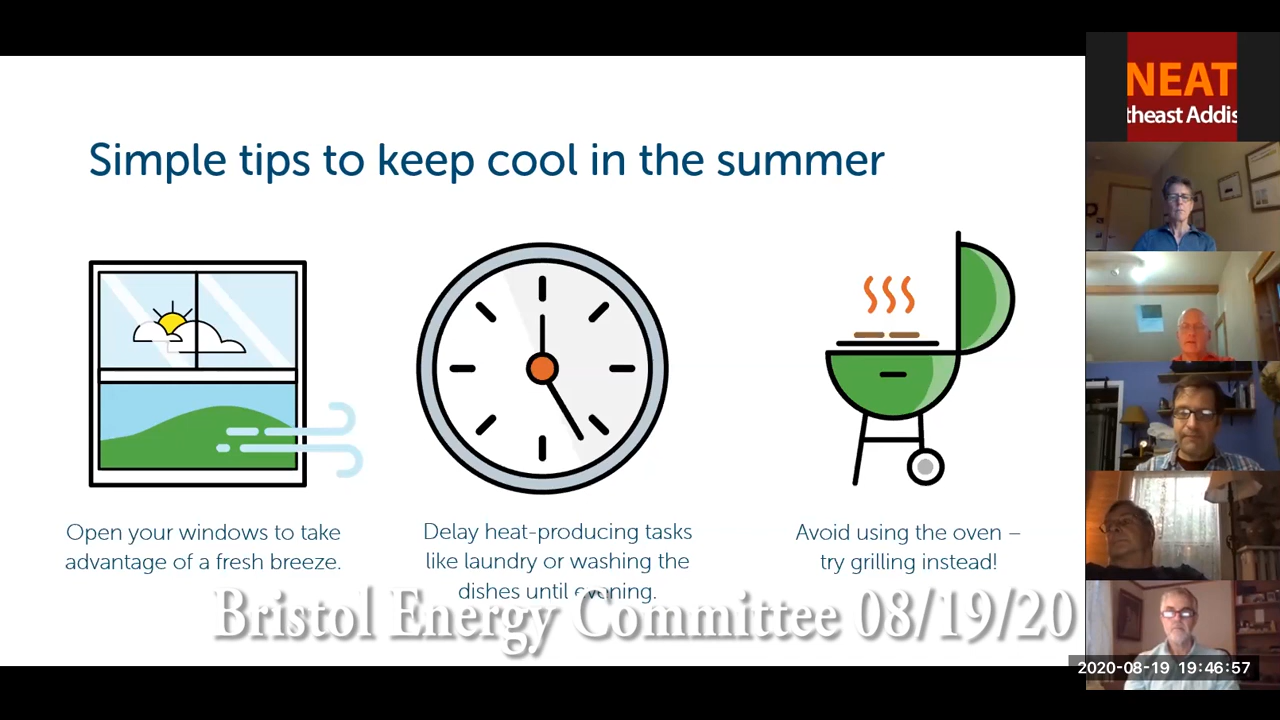 Simple tips to keep cool in the summer
Open your windows to take
advantage of a fresh breeze.
Delay heat-producing tasks
like laundry or washing the
dishes until evening.
Avoid using the oven –
try grilling instead!
Bristol Energy Committee 08/19/20
NEAT
theast Addis
2020-08-19 19:46:57